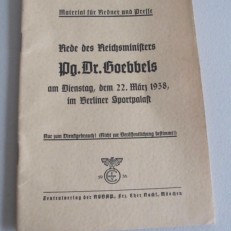 Material für Redner und Presse
Rede des Reichsministers
Pg. Dr. Goebbels
am Dienstag, dem 22. März 1938,
im Berliner Sportpalast
Nur zum Dienstgebrauch! (Nicht zur Veröffentlichung bestimmt!)
Zentralverlag der NSDAP, Frz. Eher Nachf., München